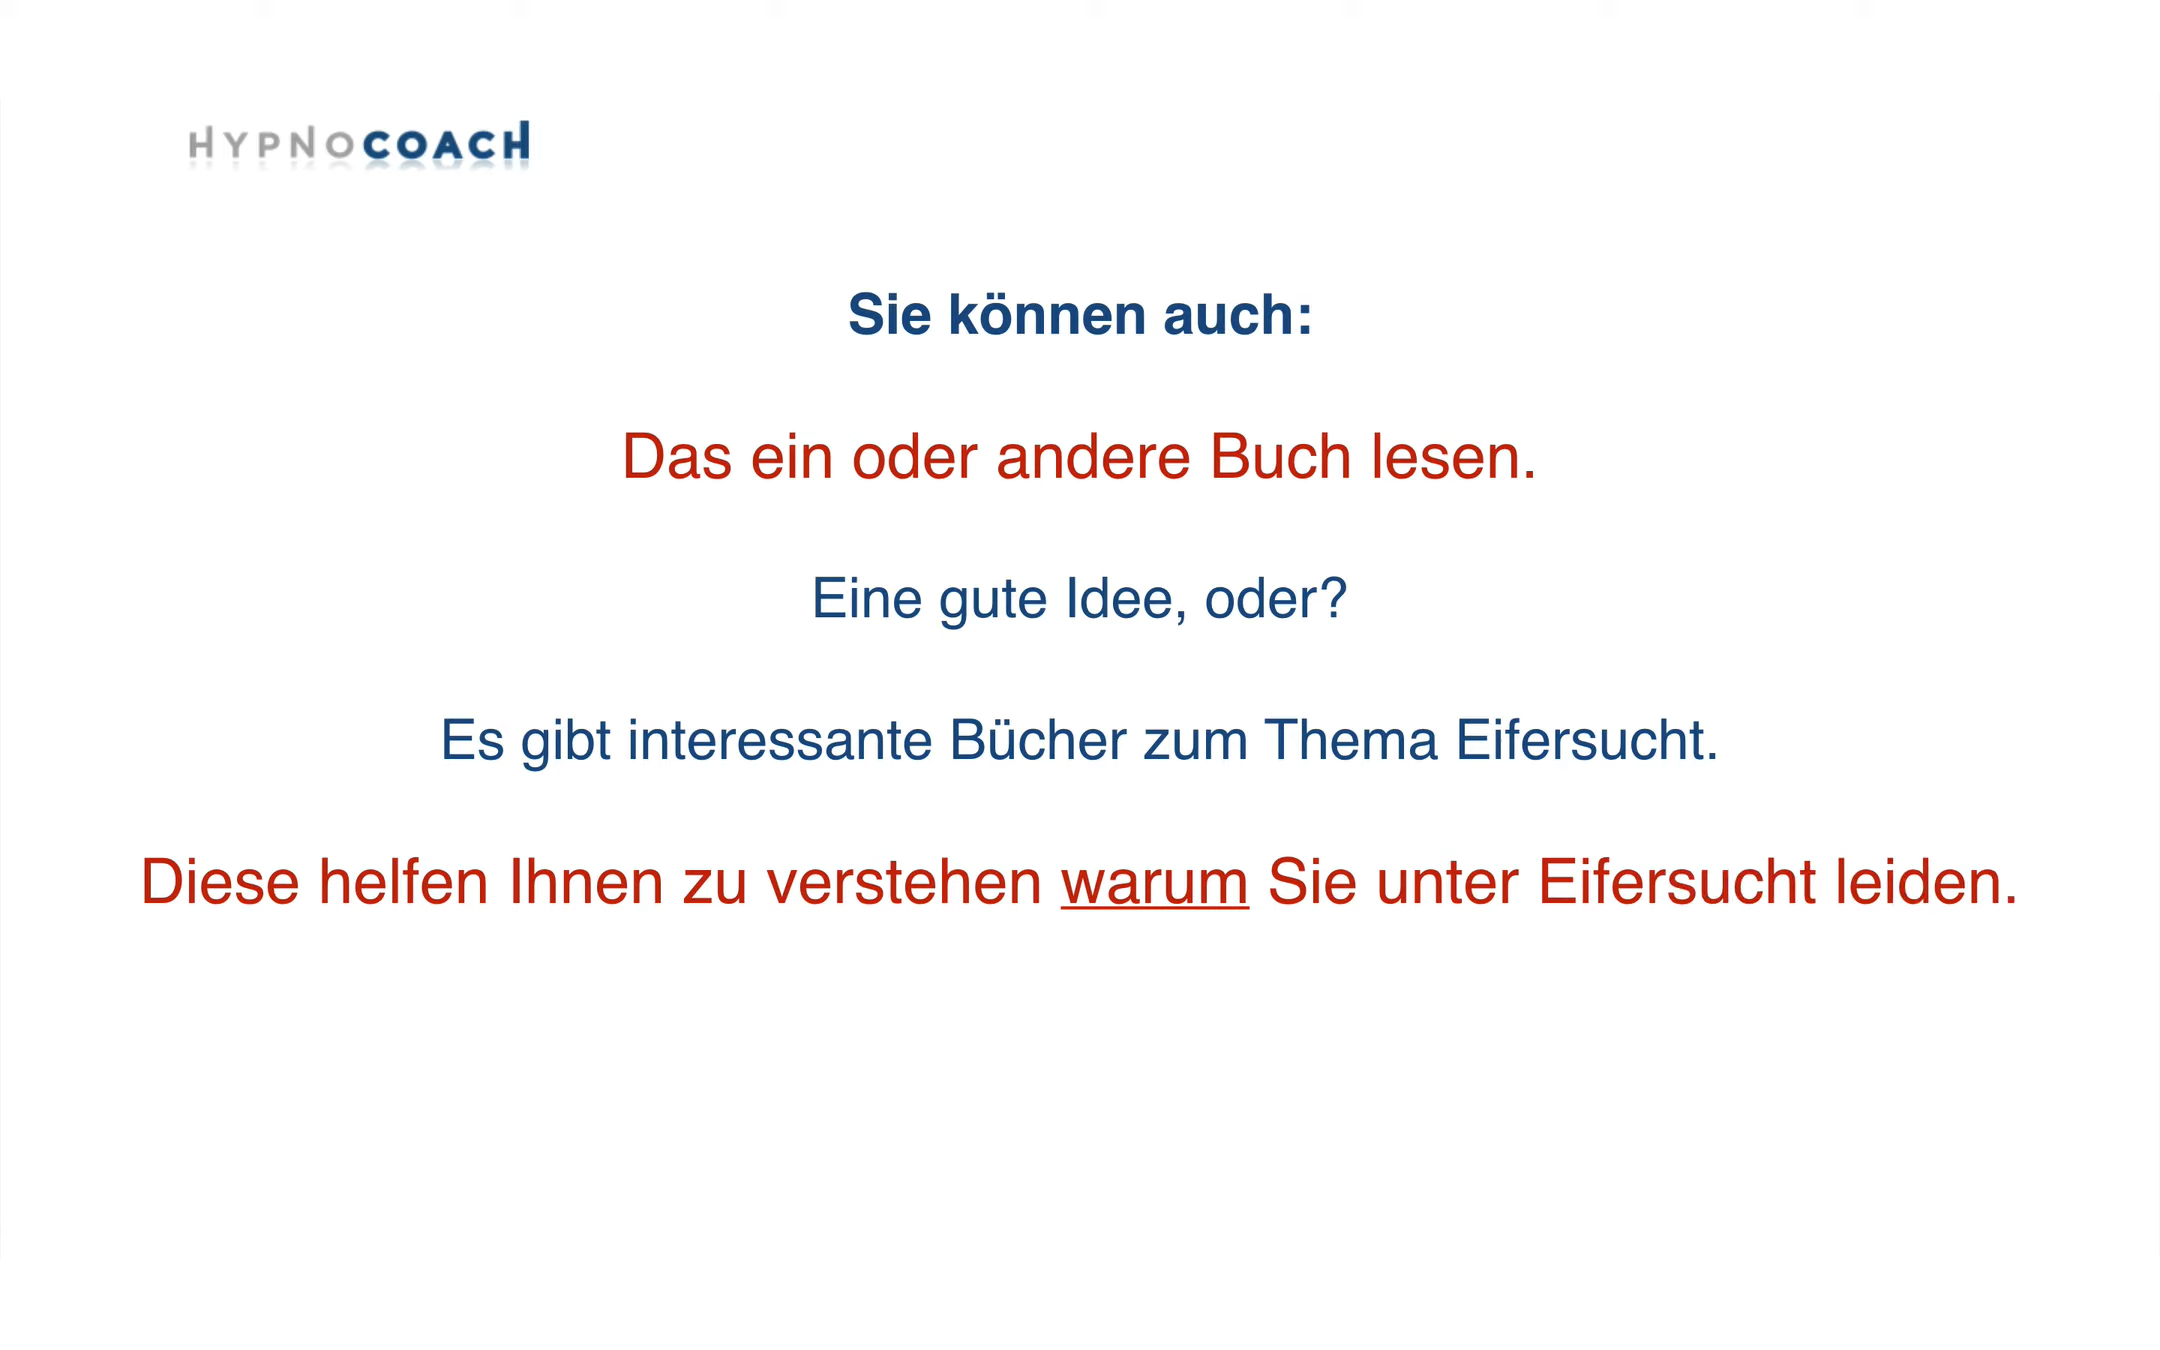 HYPNOCOACH
Sie können auch:
Das ein oder andere Buch lesen.
Eine gute Idee, oder?
Es gibt interessante Bücher zum Thema Eifersucht.
Diese helfen Ihnen zu verstehen warum Sie unter Eifersucht leiden.